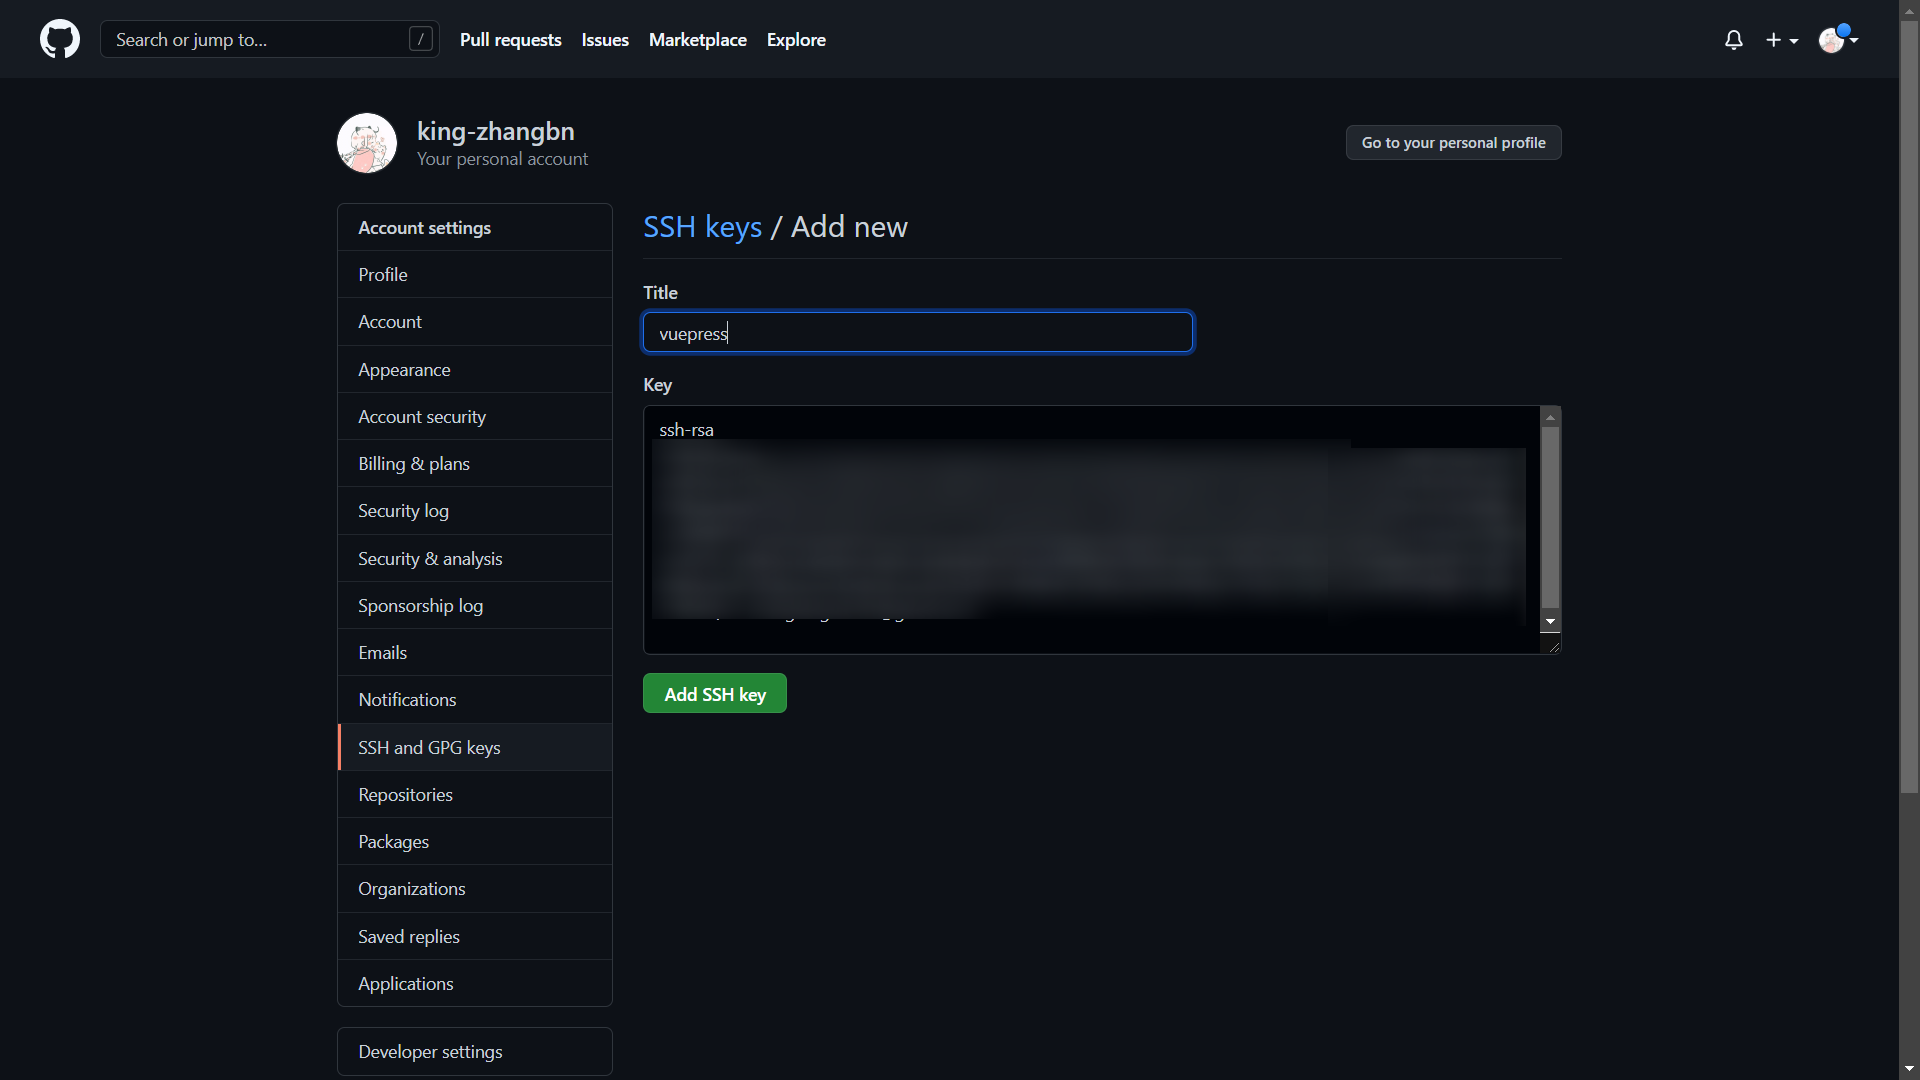 Search or jump to... /
Pull requests
Issues
Marketplace
Explore
king-zhangbn
Your personal account
Go to your personal profile
Account settings
Profile
Account
Appearance
Account security
Billing & plans
Security log
Security & analysis
Sponsorship log
Emails
Notifications
SSH and GPG keys
Repositories
Packages
Organizations
Saved replies
Applications
Developer settings
SSH keys / Add new
Title
vuepress
Key
ssh-rsa
Add SSH key